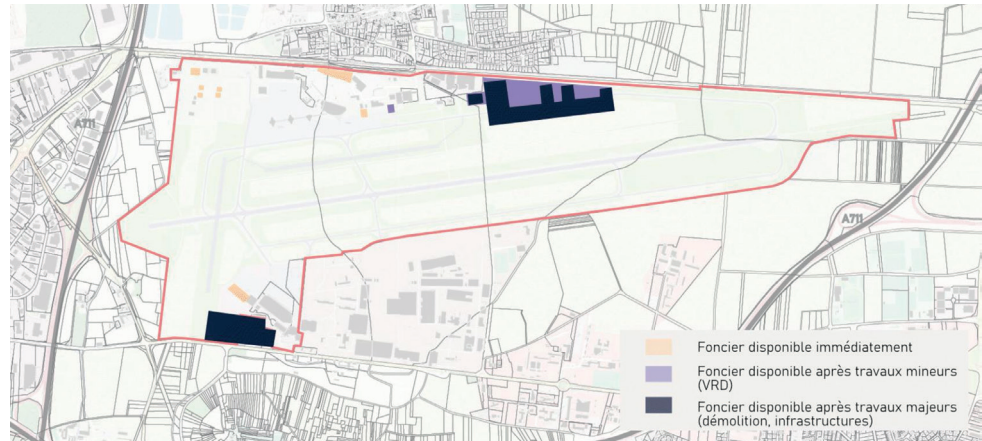 A711
A711
Foncier disponible immédiatement
Foncier disponible après travaux mineurs
(VRD)
Foncier disponible après travaux majeurs
(démolition, infrastructures)